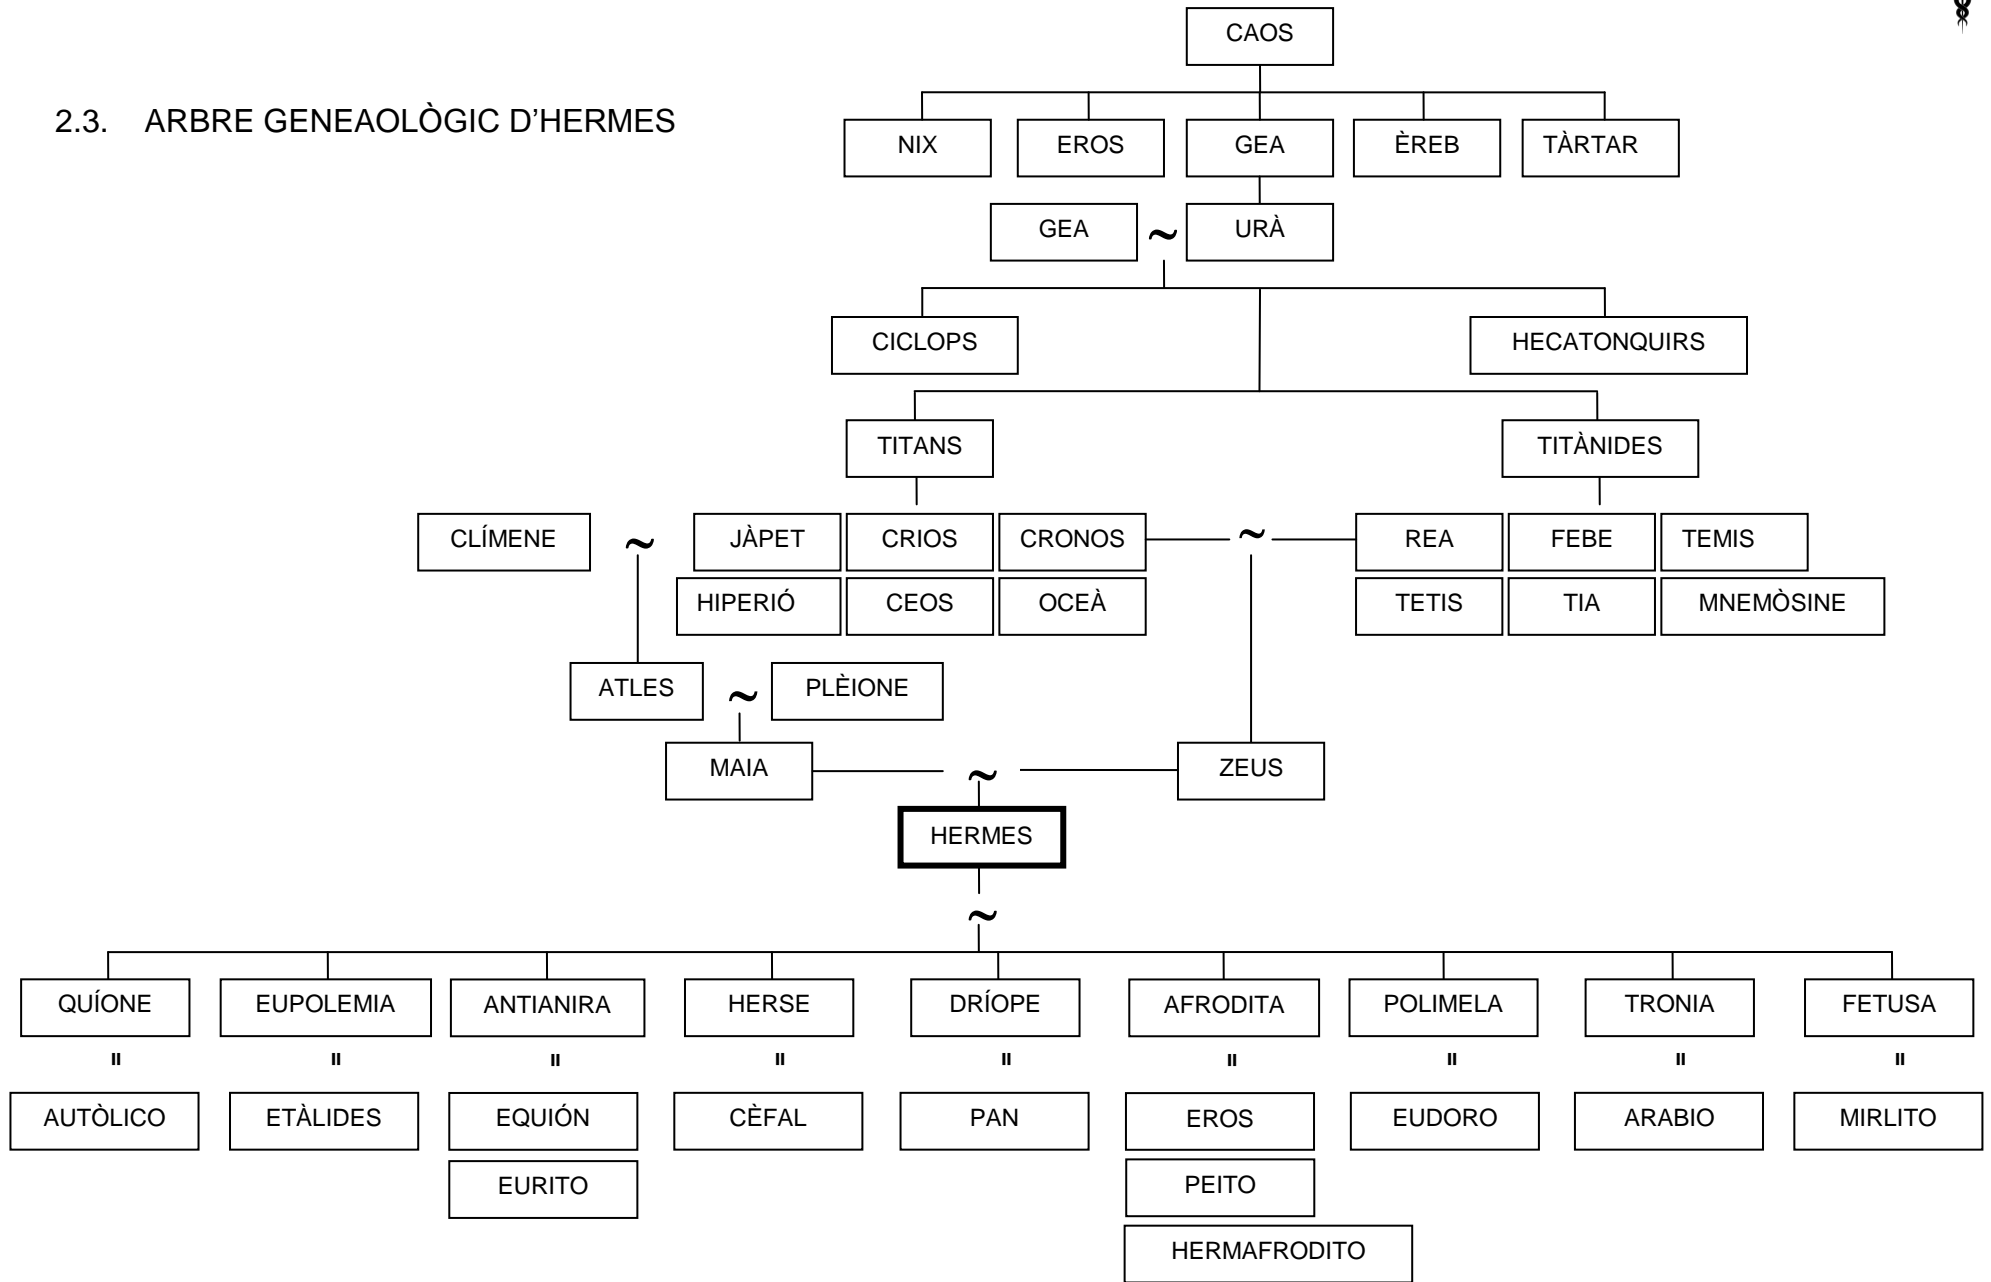 CAOS
2.3. ARBRE GENEAOLÒGIC D'HERMES
NIX EROS GEA ÈREB TÀRTAR
GEA ~ URÀ
CICLOPS HECATONQUIRS
TITANS TITÀNIDES
CLÍMENE ~ JÀPET CRIOS CRONOS ~ REA FEBE TEMIS
HIPERIÓ CEOS OCEÀ TETIS TIA MNEMÒSINE
ATLES ~ PLÈIONE
MAIA ~ ZEUS
HERMES
~
QUÍONE EUPOLEMIA ANTIANIRA HERSE DRÍOPE AFRODITA POLIMELA TRONIA FETUSA
= = = = = = = = =
AUTÒLICO ETÀLIDES EQUIÓN CÈFAL PAN EROS EUDORO ARABIO MIRLITO
EURITO PEITO
HERMAFRODITO